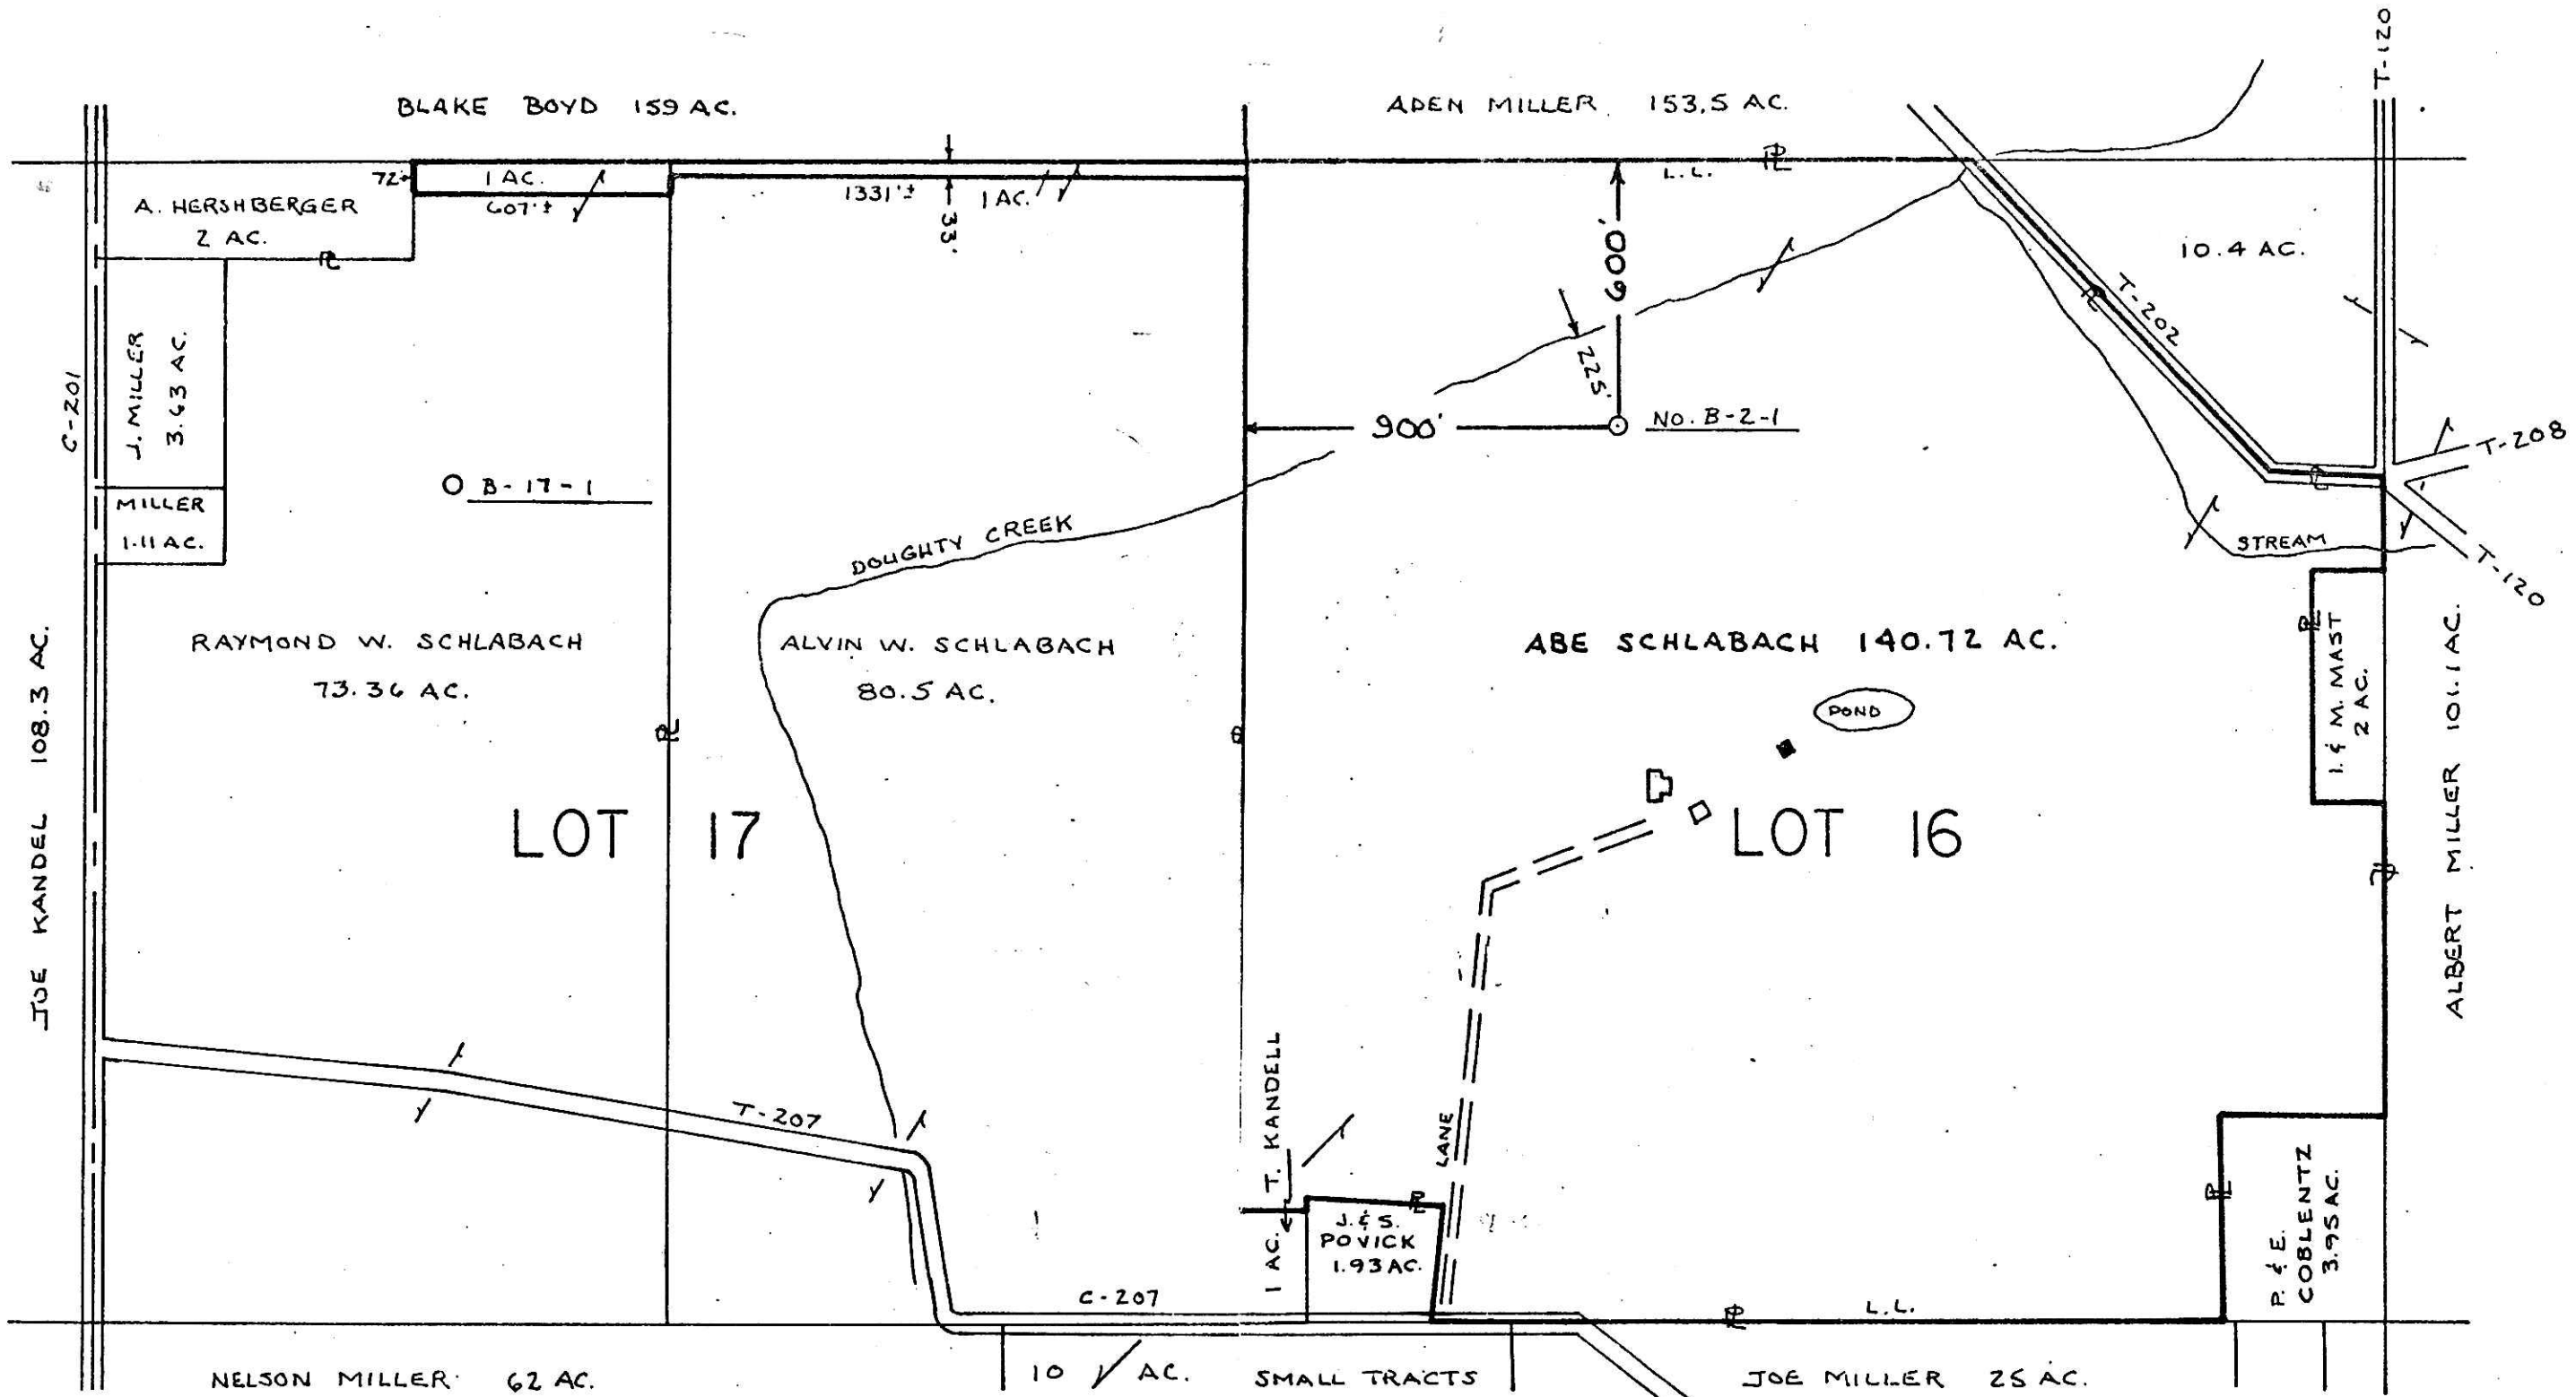 T-120
BLAKE BOYD 159 AC.
ADEN MILLER 153.5 AC.
72±
1 AC.
607'±
1331'±
1 AC.
33'
L.L.
A. HERSHBERGER
2 AC.
600'
10.4 AC.
T-202
J. MILLER
3.63 AC.
225'
C-201
900'
NO. B-2-1
T-208
B-17-1
MILLER
1.11 AC.
DOUGHTY CREEK
STREAM
T-120
JOE KANDEL 108.3 AC.
RAYMOND W. SCHLABACH
73.36 AC.
ALVIN W. SCHLABACH
80.5 AC.
ABE SCHLABACH 140.72 AC.
POND
I. & M. MAST
2 AC.
ALBERT MILLER 101.1 AC.
LOT 17
LOT 16
T-207
LANE
1 AC. T. KANDELL
J. & S.
POVICK
1.93 AC.
P. & E.
COBLENTZ
3.95 AC.
C-207
L.L.
NELSON MILLER 62 AC.
10 AC. SMALL TRACTS
JOE MILLER 25 AC.